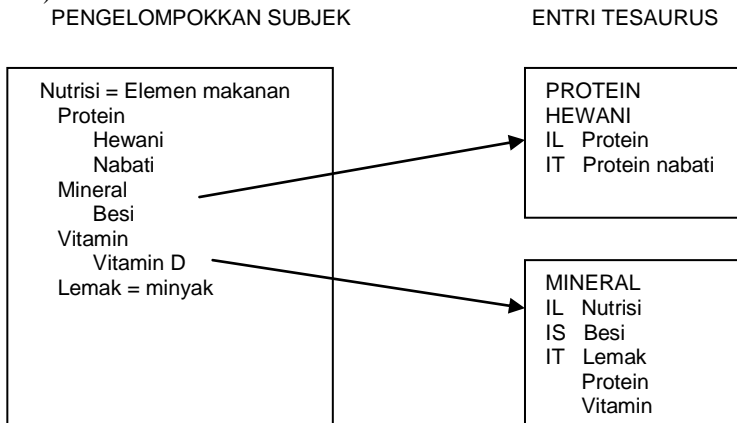 PENGELOMPOKKAN SUBJEK
ENTRI TESAURUS
Nutrisi = Elemen makanan
Protein
Hewani
Nabati
Mineral
Besi
Vitamin
Vitamin D
Lemak = minyak
PROTEIN
HEWANI
IL Protein
IT Protein nabati
MINERAL
IL Nutrisi
IS Besi
IT Lemak
Protein
Vitamin